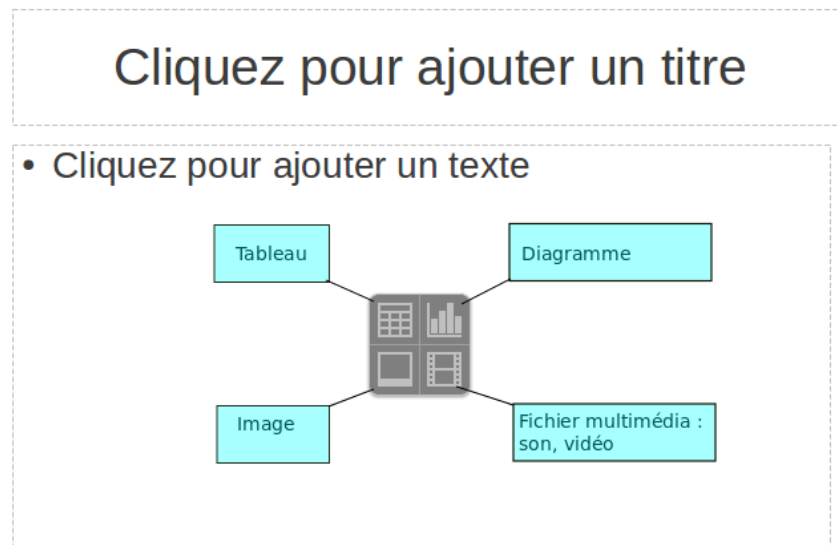 Cliquez pour ajouter un titre
• Cliquez pour ajouter un texte
Tableau
Diagramme
Image
Fichier multimédia :
son, vidéo